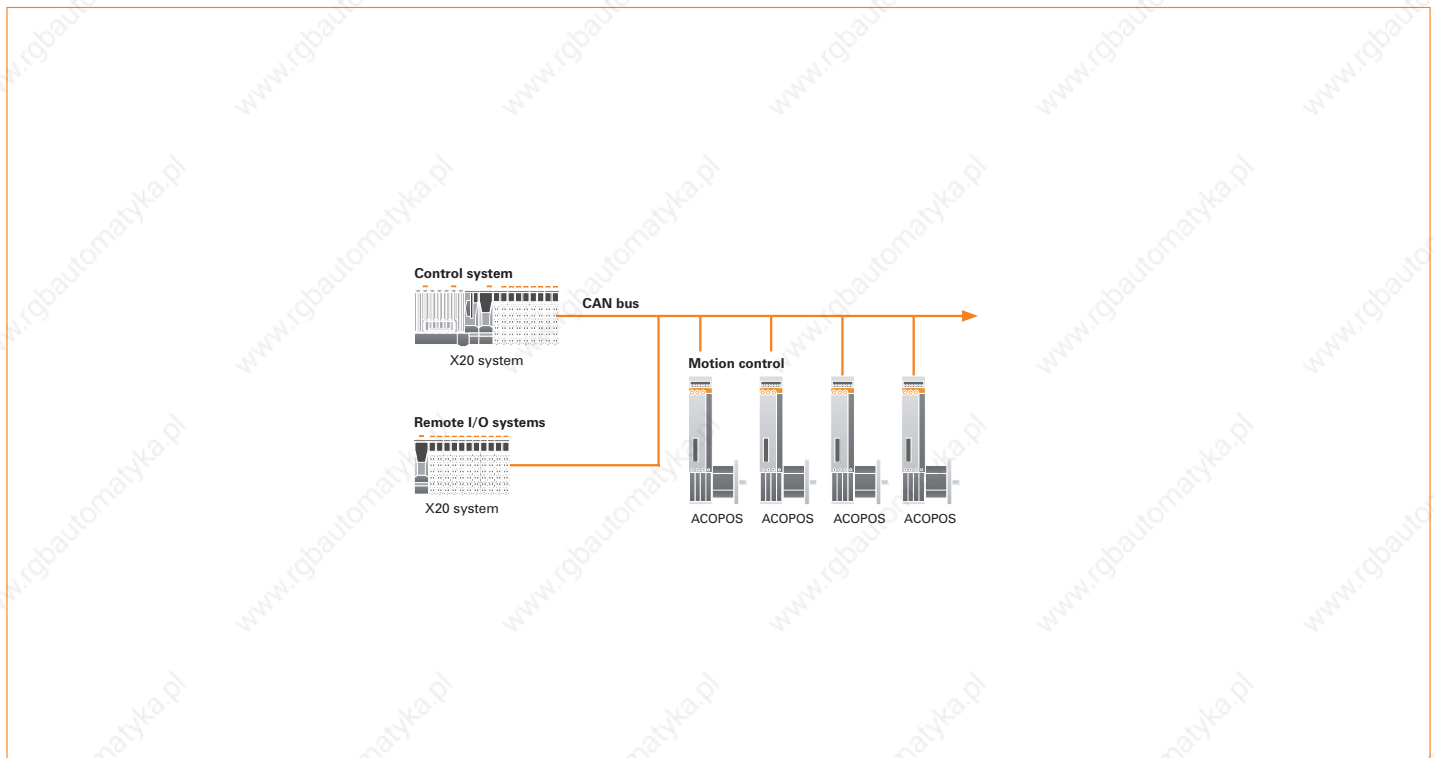 Control system
CAN bus
X20 system
Motion control
Remote I/O systems
X20 system
ACOPOS ACOPOS ACOPOS ACOPOS
www.rgbautomatyka.pl